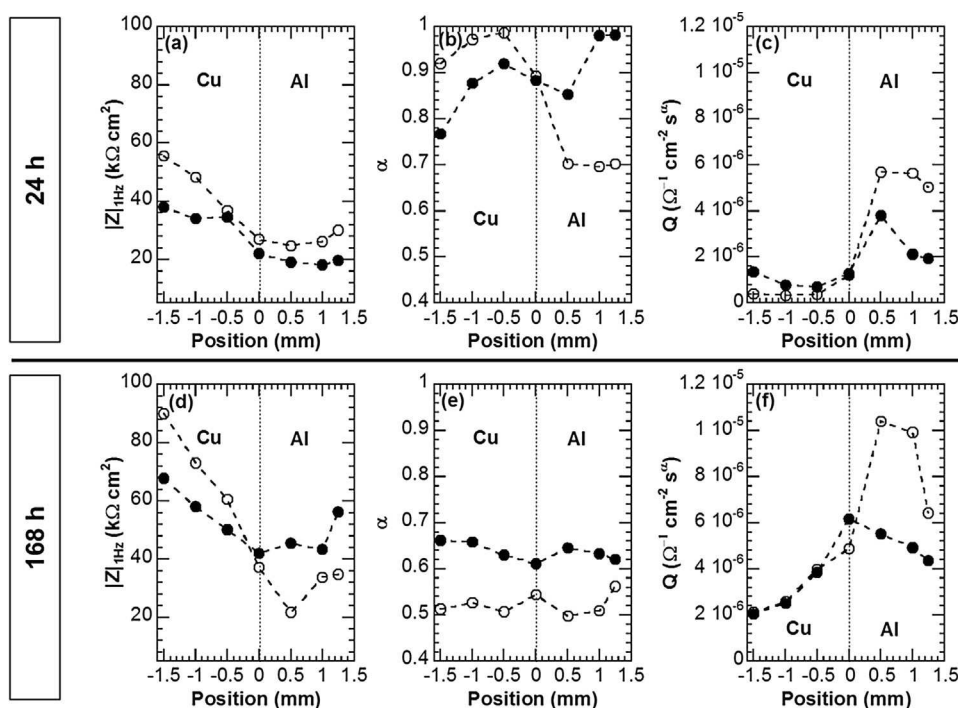 24 h
(a)
Cu
Al
|Z|1Hz (kΩ cm2)
100
80
60
40
20
-1.5 -1 -0.5 0 0.5 1 1.5
Position (mm)
(b)
Cu
Al
α
1
0.9
0.8
0.7
0.6
0.5
0.4
-1.5 -1 -0.5 0 0.5 1 1.5
Position (mm)
(c)
Cu
Al
Q (Ω-1 cm-2 sα)
1.2 10-5
1 10-5
8 10-6
6 10-6
4 10-6
2 10-6
0
-1.5 -1 -0.5 0 0.5 1 1.5
Position (mm)
168 h
(d)
Cu
Al
|Z|1Hz (kΩ cm2)
100
80
60
40
20
-1.5 -1 -0.5 0 0.5 1 1.5
Position (mm)
(e)
Cu
Al
α
1
0.9
0.8
0.7
0.6
0.5
0.4
-1.5 -1 -0.5 0 0.5 1 1.5
Position (mm)
(f)
Cu
Al
Q (Ω-1 cm-2 sα)
1.2 10-5
1 10-5
8 10-6
6 10-6
4 10-6
2 10-6
0
-1.5 -1 -0.5 0 0.5 1 1.5
Position (mm)